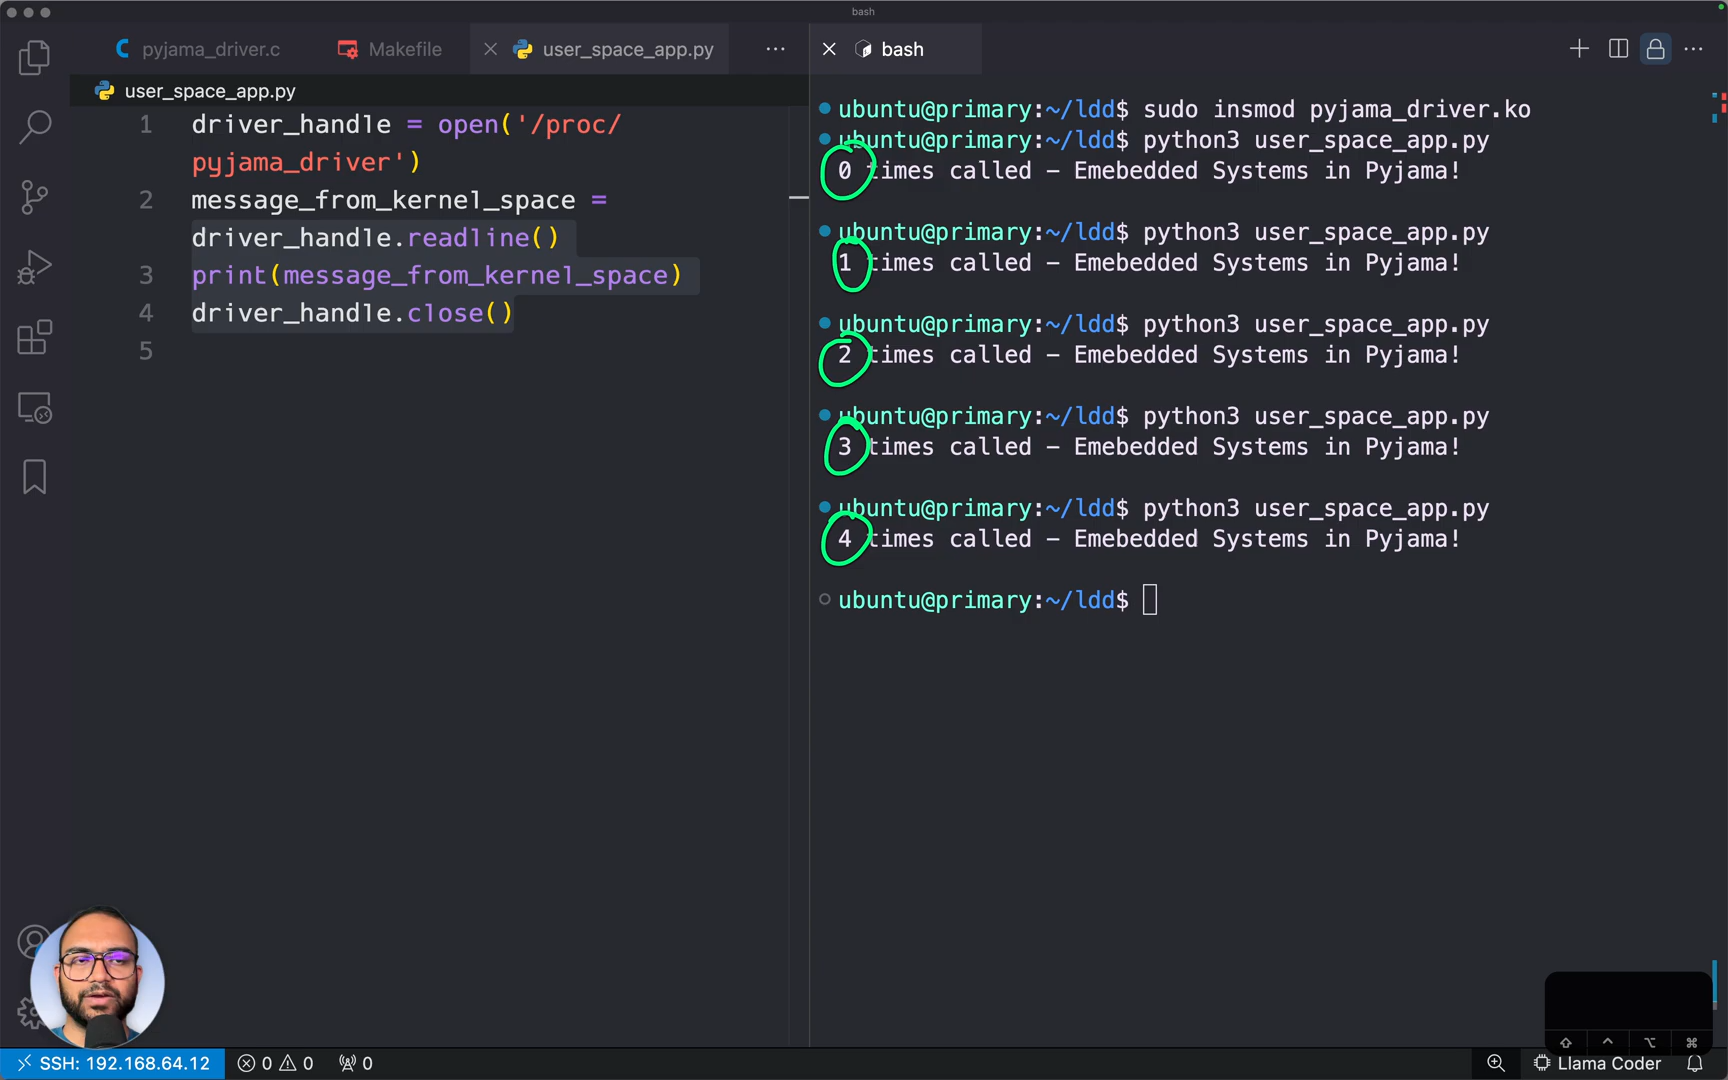 bash
pyjama_driver.c
Makefile
user_space_app.py
bash
user_space_app.py
1 driver_handle = open('/proc/
pyjama_driver')
2 message_from_kernel_space =
driver_handle.readline()
3 print(message_from_kernel_space)
4 driver_handle.close()
5
ubuntu@primary:~/ldd$ sudo insmod pyjama_driver.ko
ubuntu@primary:~/ldd$ python3 user_space_app.py
0 times called - Emebedded Systems in Pyjama!
ubuntu@primary:~/ldd$ python3 user_space_app.py
1 times called - Emebedded Systems in Pyjama!
ubuntu@primary:~/ldd$ python3 user_space_app.py
2 times called - Emebedded Systems in Pyjama!
ubuntu@primary:~/ldd$ python3 user_space_app.py
3 times called - Emebedded Systems in Pyjama!
ubuntu@primary:~/ldd$ python3 user_space_app.py
4 times called - Emebedded Systems in Pyjama!
ubuntu@primary:~/ldd$
SSH: 192.168.64.12 0 0 0 Llama Coder